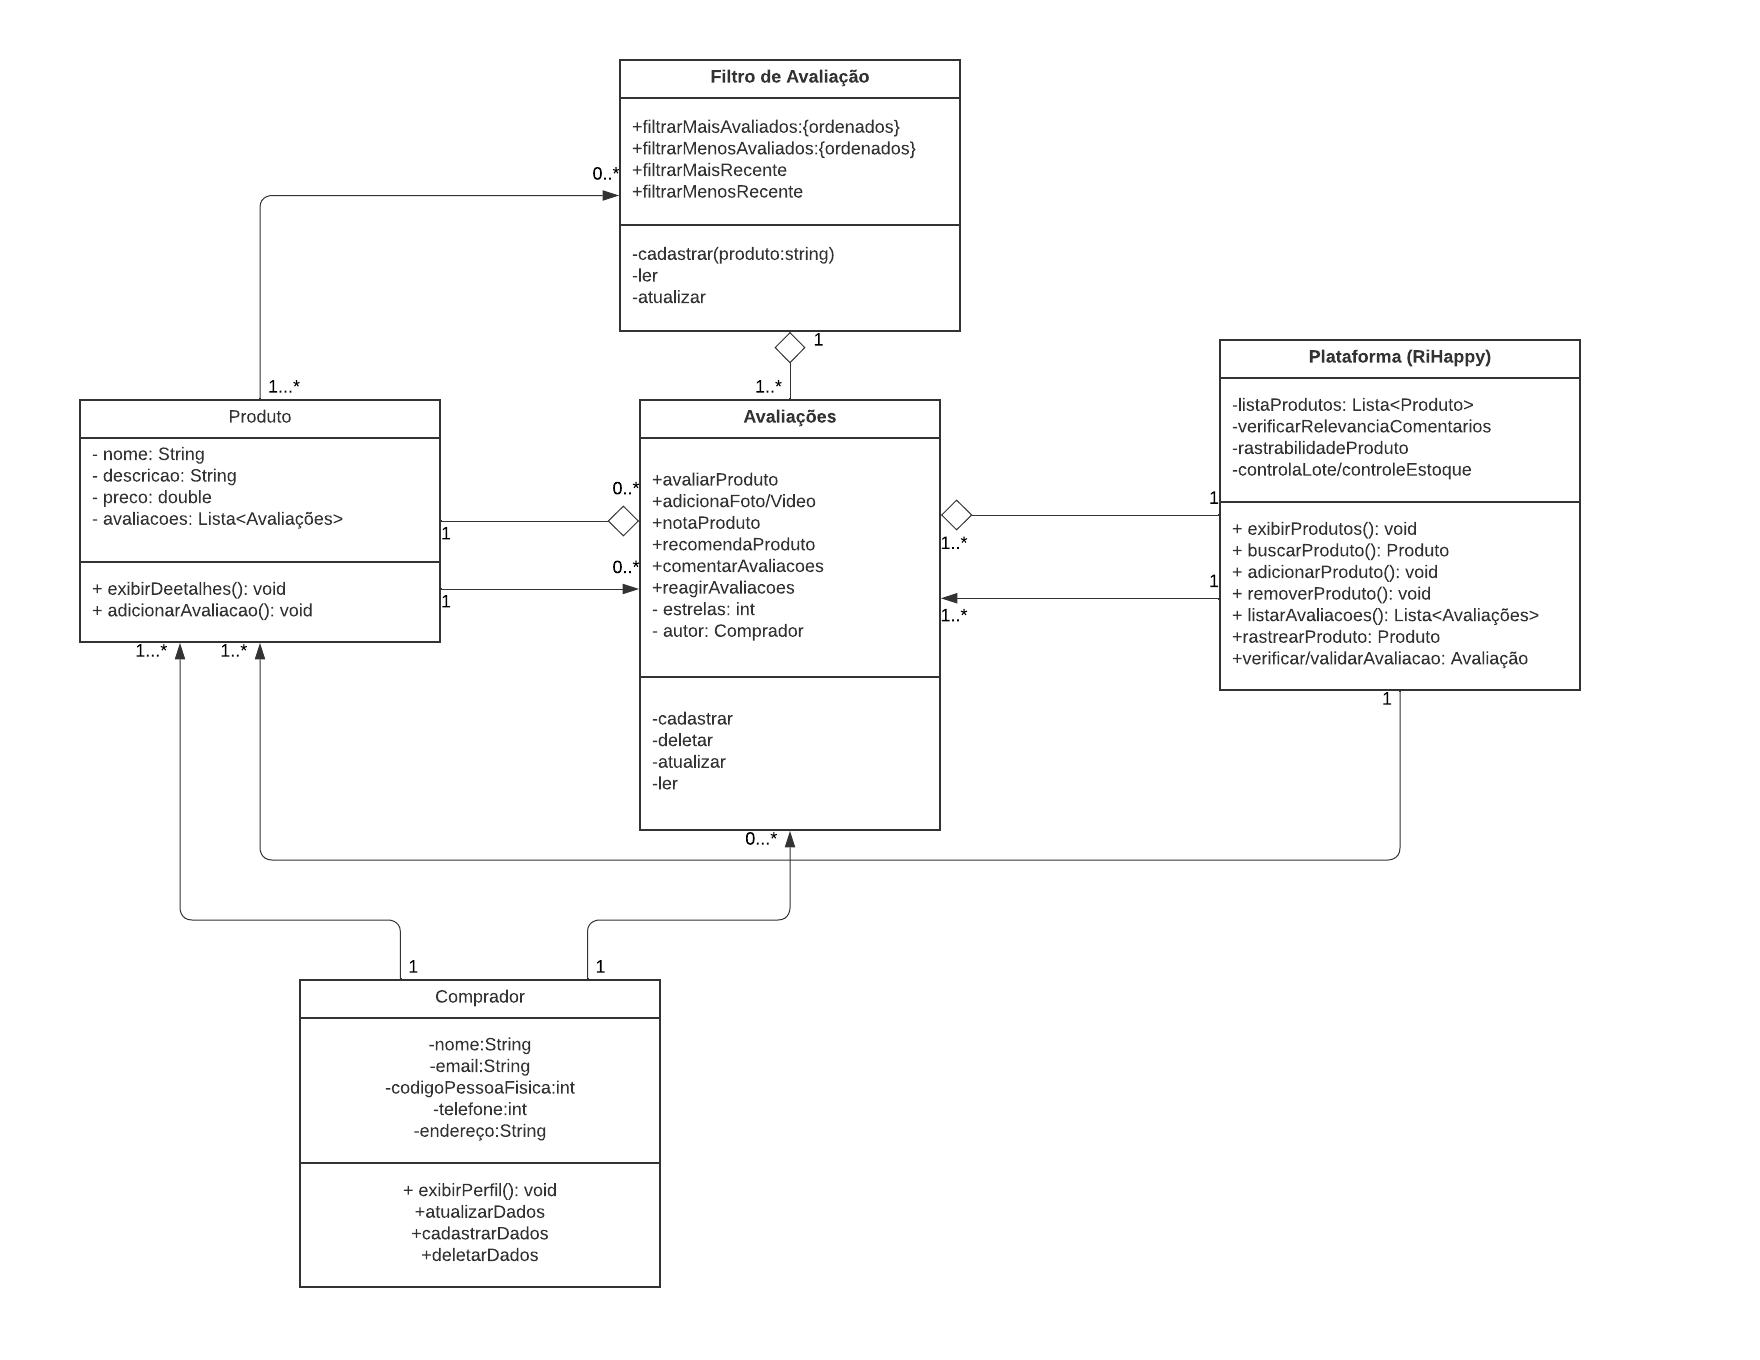 Filtro de Avaliação
+filtrarMaisAvaliados:{ordenados}
+filtrarMenosAvaliados:{ordenados}
+filtrarMaisRecente
+filtrarMenosRecente
-cadastrar(produto:string)
-ler
-atualizar
0..*
1...*
1
1..*
Produto
- nome: String
- descricao: String
- preco: double
- avaliacoes: Lista<Avaliações>
+ exibirDeetalhes(): void
+ adicionarAvaliacao(): void
1
0..*
1
0..*
1...*
1..*
Avaliações
+avaliarProduto
+adicionaFoto/Video
+notaProduto
+recomendaProduto
+comentarAvaliacoes
+reagirAvaliacoes
- estrelas: int
- autor: Comprador
-cadastrar
-deletar
-atualizar
-ler
0...*
1..*
1
1..*
1
Plataforma (RiHappy)
-listaProdutos: Lista<Produto>
-verificarRelevanciaComentarios
-rastrabilidadeProduto
-controlaLote/controleEstoque
+ exibirProdutos(): void
+ buscarProduto(): Produto
+ adicionarProduto(): void
+ removerProduto(): void
+ listarAvaliacoes(): Lista<Avaliações>
+rastrearProduto: Produto
+verificar/validarAvaliacao: Avaliação
1
1
1
Comprador
-nome:String
-email:String
-codigoPessoaFisica:int
-telefone:int
-endereço:String
+ exibirPerfil(): void
+atualizarDados
+cadastrarDados
+deletarDados